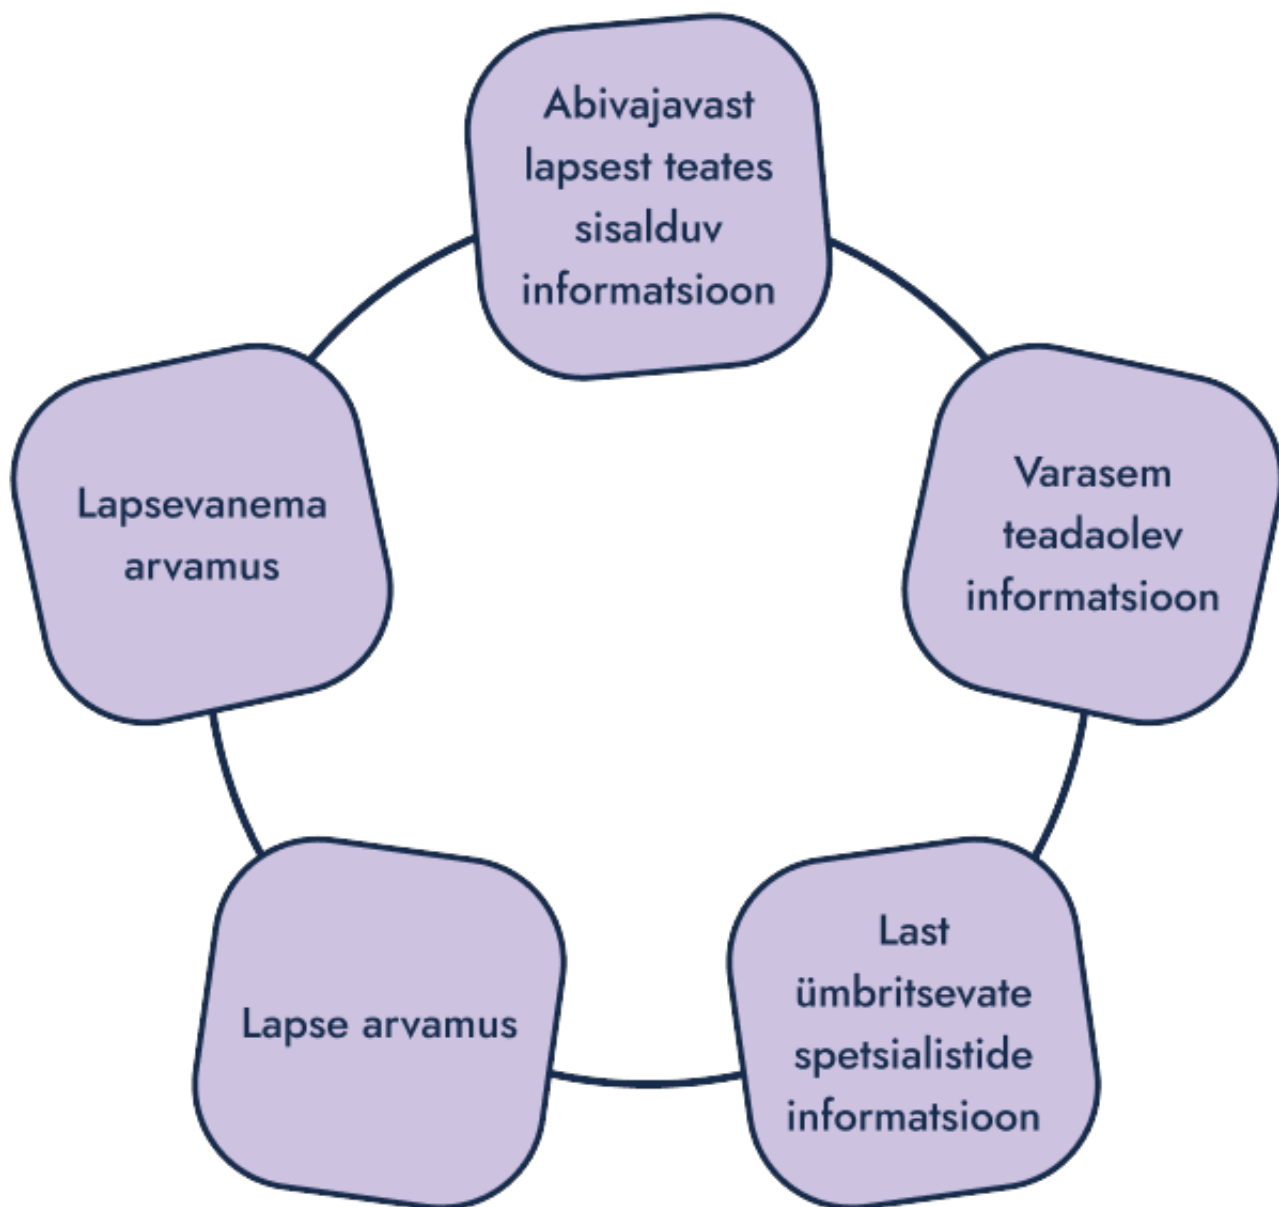 Abivajavast
lapsest teates
sisalduv
informatsioon
Varasem
teadaolev
informatsioon
Last
ümbritsevate
spetsialistide
informatsioon
Lapse arvamus
Lapsevanema
arvamus